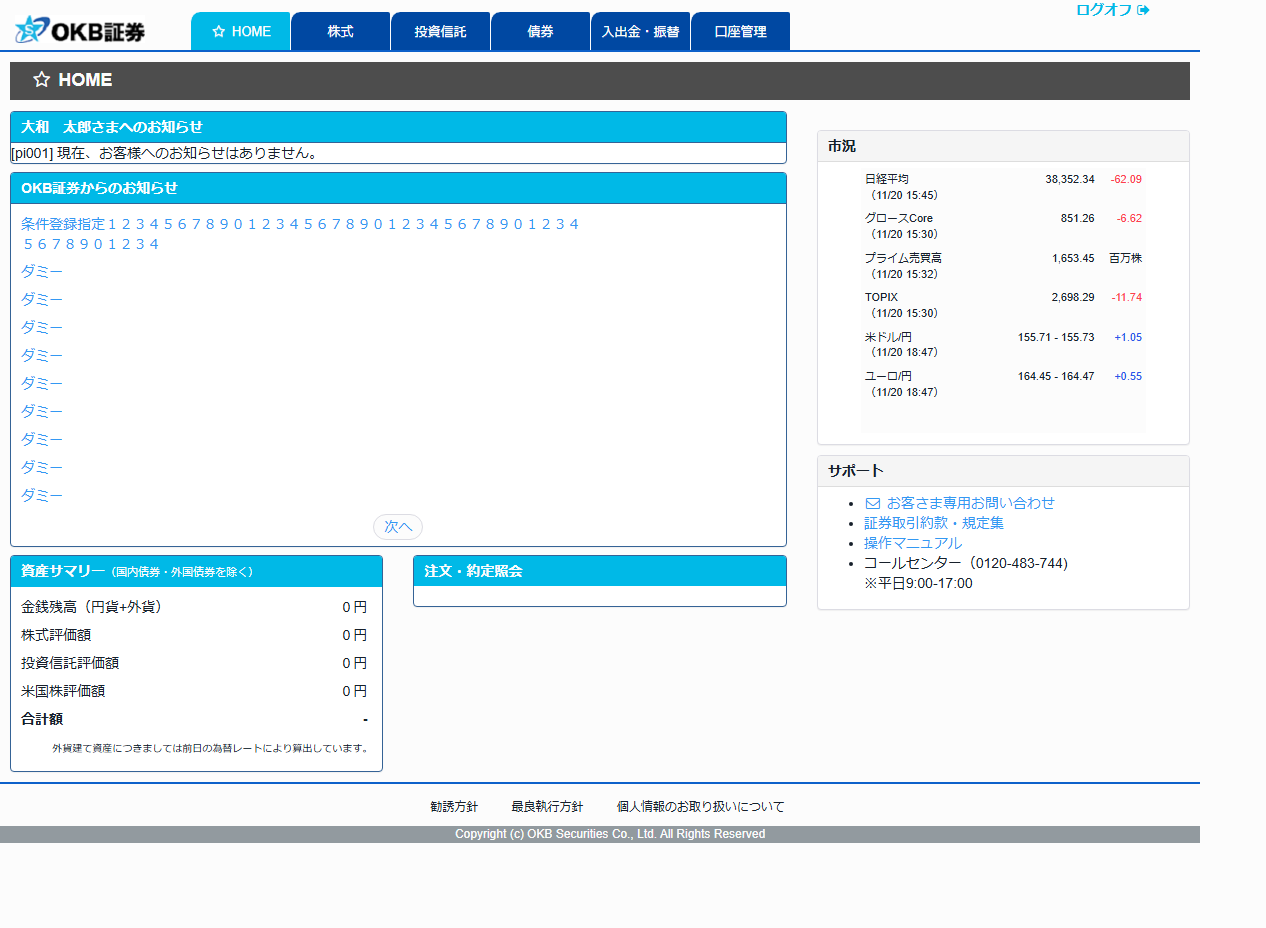 OKB証券
HOME
株式
投資信託
債券
入出金・振替
口座管理
ログオフ
HOME
大和　太郎さまへのお知らせ
[pi001] 現在、お客様へのお知らせはありません。
OKB証券からのお知らせ
条件登録指定１２３４５６７８９０１２３４５６７８９０１２３４５６７８９０１２３４
５６７８９０１２３４
ダミー
ダミー
ダミー
ダミー
ダミー
ダミー
ダミー
ダミー
ダミー
次へ
資産サマリー（国内債券・外国債券を除く）
金銭残高（円貨+外貨） 0 円
株式評価額 0 円
投資信託評価額 0 円
米国株評価額 0 円
合計額 -
外貨建て資産につきましては前日の為替レートにより算出しています。
注文・約定照会
市況
日経平均 38,352.34 -62.09
（11/20 15:45）
グロースCore 851.26 -6.62
（11/20 15:30）
プライム売買高 1,653.45 百万株
（11/20 15:32）
TOPIX 2,698.29 -11.74
（11/20 15:30）
米ドル/円 155.71 - 155.73 +1.05
（11/20 18:47）
ユーロ/円 164.45 - 164.47 +0.55
（11/20 18:47）
サポート
• お客さま専用お問い合わせ
• 証券取引約款・規定集
• 操作マニュアル
• コールセンター（0120-483-744)
※平日9:00-17:00
勧誘方針
最良執行方針
個人情報のお取り扱いについて
Copyright (c) OKB Securities Co., Ltd. All Rights Reserved